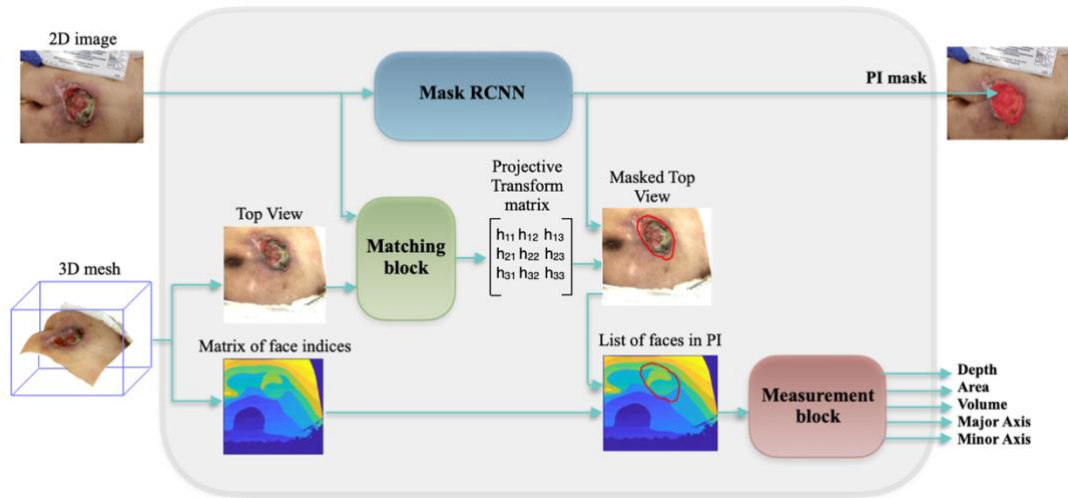 2D image
Mask RCNN
PI mask
Projective
Transform
matrix
Masked Top
View
Top View
Matching
block
h11 h12 h13
h21 h22 h23
h31 h32 h33
3D mesh
Matrix of face indices
List of faces in PI
Measurement
block
Depth
Area
Volume
Major Axis
Minor Axis